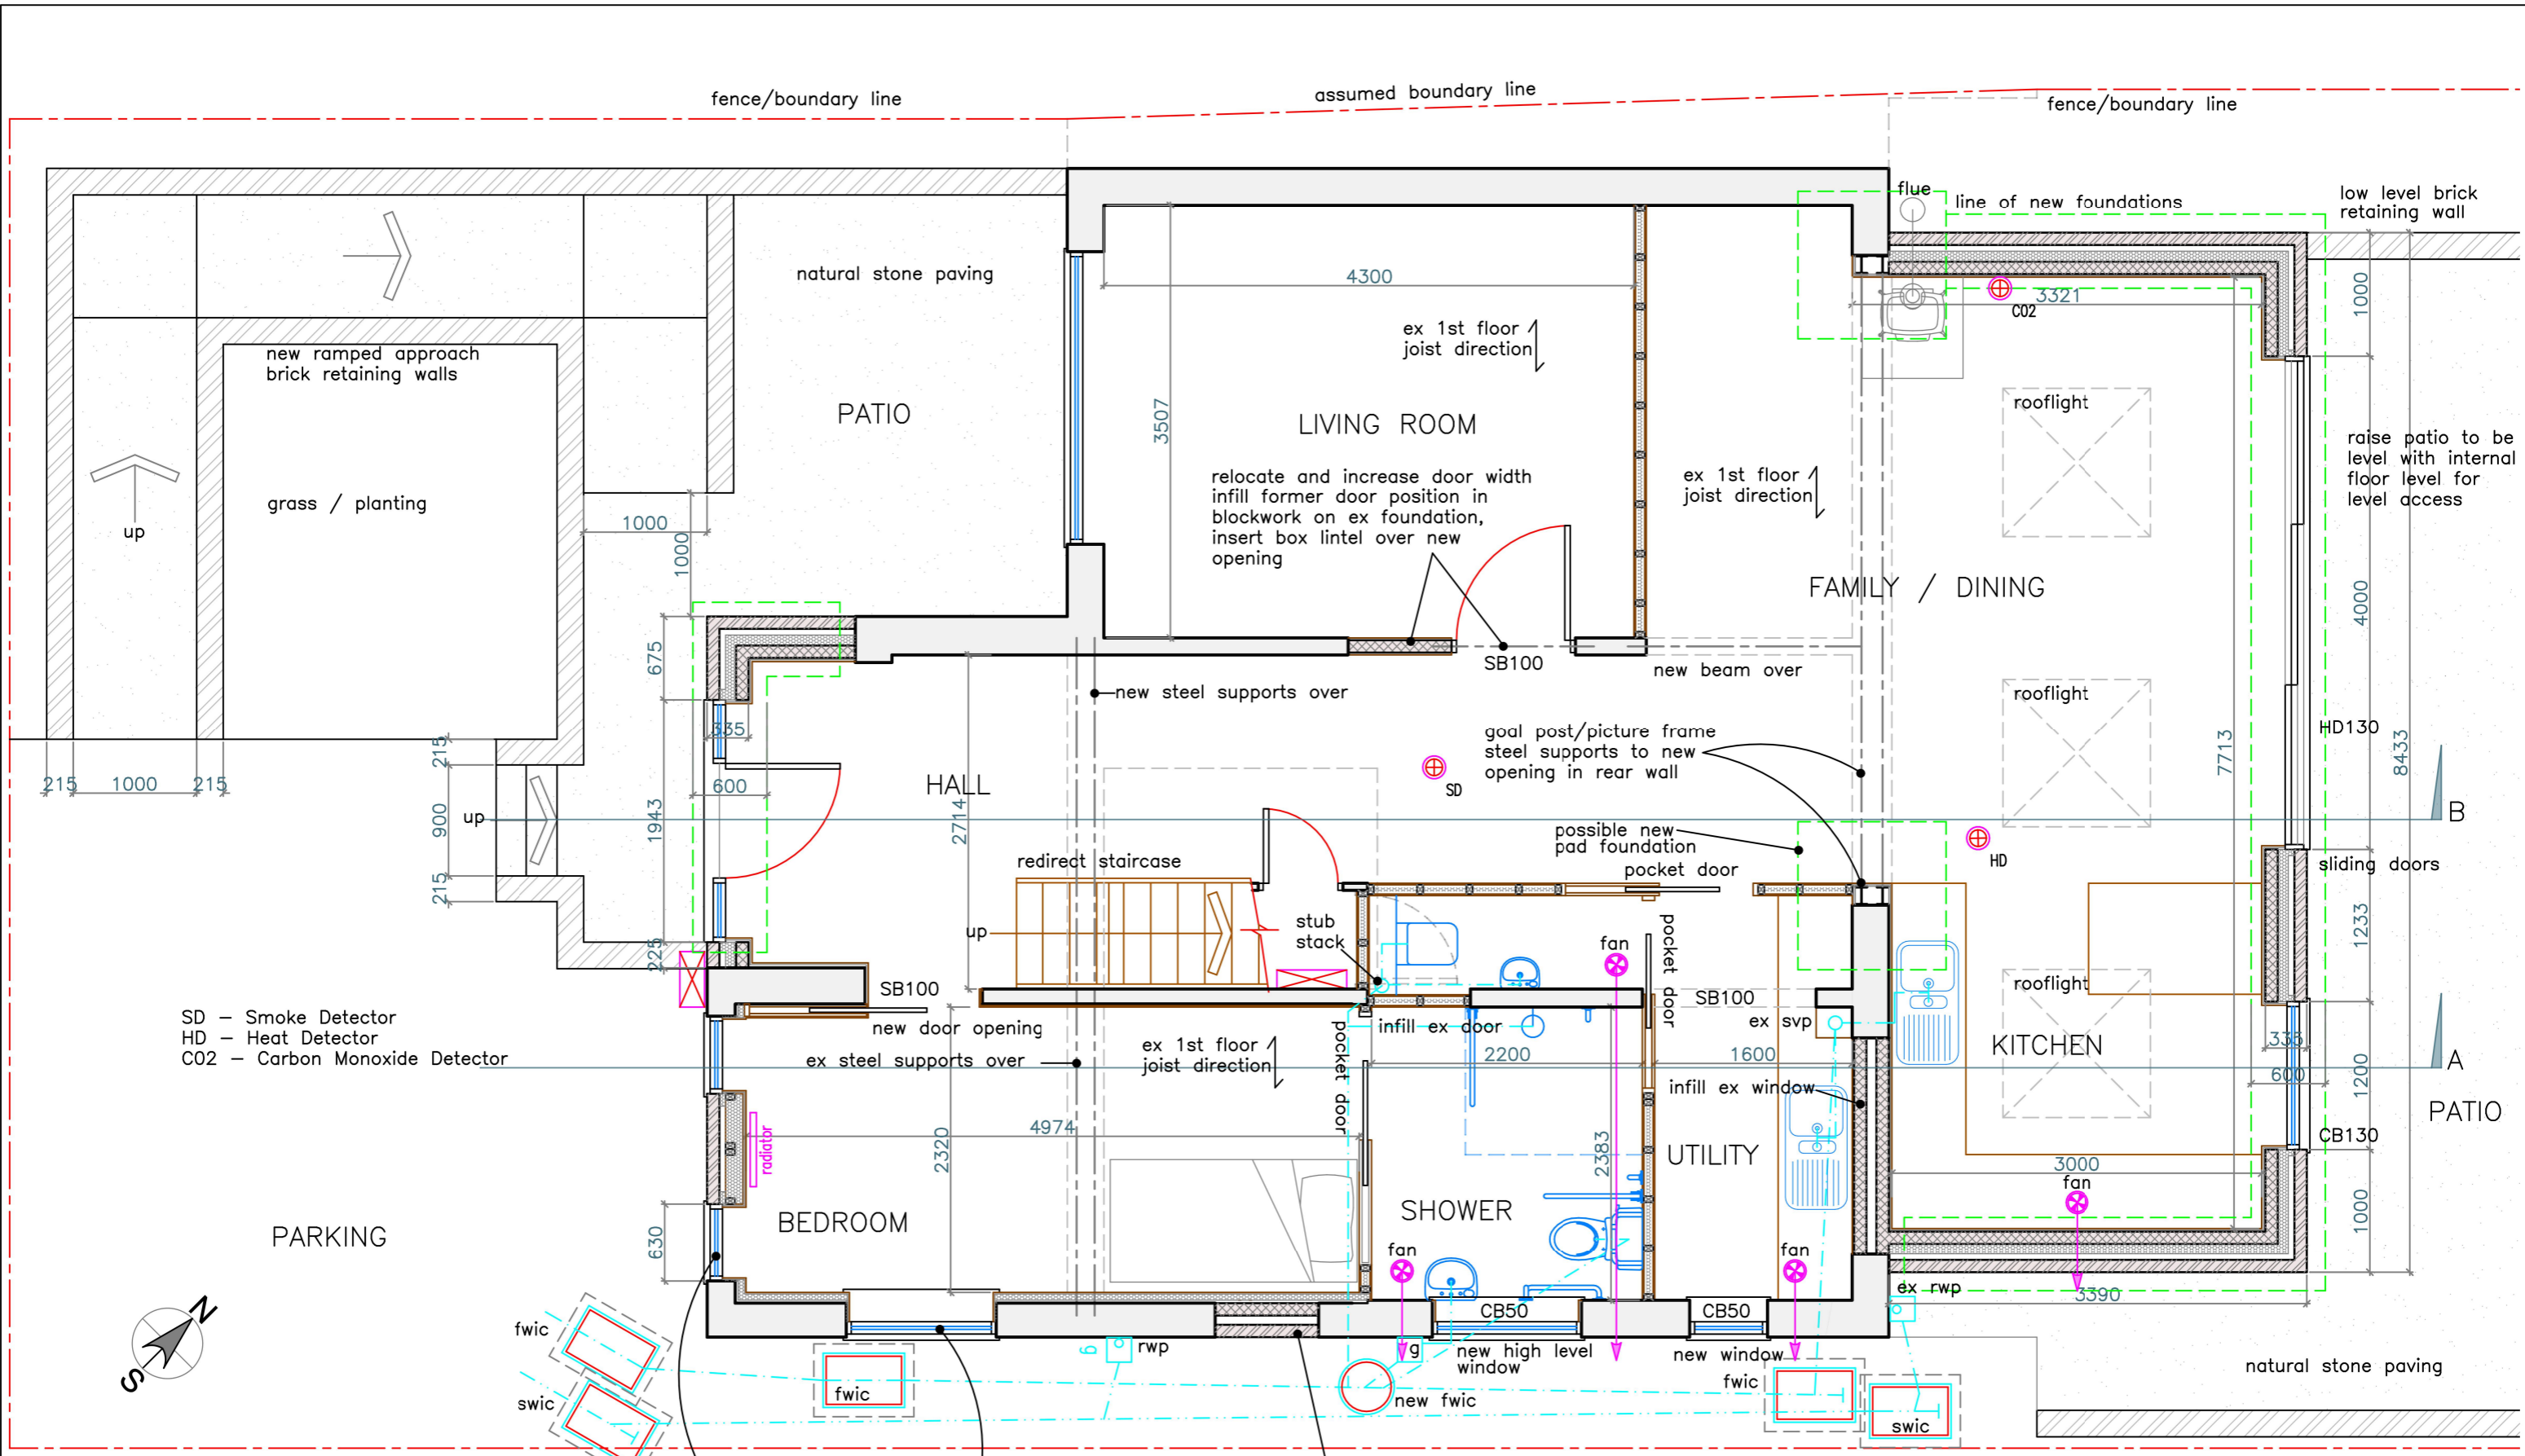 fence/boundary line
assumed boundary line
fence/boundary line
flue
line of new foundations
low level brick
retaining wall
natural stone paving
4300
C02
3321
1000
new ramped approach
brick retaining walls
ex 1st floor
joist direction
rooflight
PATIO
LIVING ROOM
3507
raise patio to be
level with internal
floor level for
level access
grass / planting
up
1000
1000
relocate and increase door width
infill former door position in
blockwork on ex foundation,
insert box lintel over new
opening
ex 1st floor
joist direction
FAMILY / DINING
4000
675
SB100
new beam over
new steel supports over
rooflight
335
goal post/picture frame
steel supports to new
opening in rear wall
HD130
7713
8433
215
1000
215
215
900
215
up
600
1943
HALL
2714
SD
B
possible new
pad foundation
pocket door
HD
sliding doors
redirect staircase
up
stub
stack
fan
pocket door
1233
225
SB100
SB100
rooflight
SD – Smoke Detector
HD – Heat Detector
C02 – Carbon Monoxide Detector
new door opening
ex steel supports over
ex 1st floor
joist direction
pocket door
infill ex door
2200
1600
ex svp
KITCHEN
335
600
1200
A
infill ex window
PATIO
radiator
4974
2320
2383
UTILITY
CB130
3000
fan
PARKING
630
BEDROOM
SHOWER
fan
fan
1000
CB50
CB50
ex rwp
3390
N
S
fwic
swic
fwic
g
rwp
g
new high level
window
new fwic
new window
fwic
swic
natural stone paving